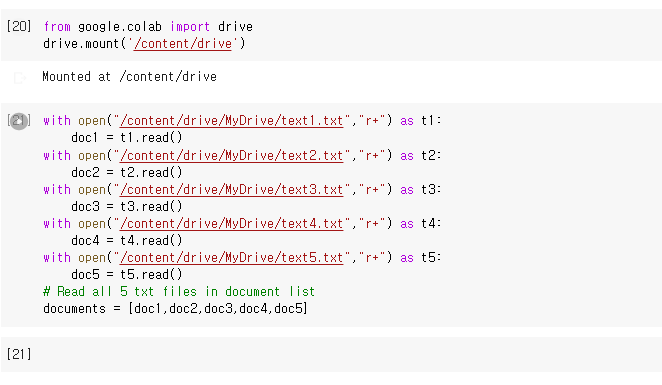 [20] from google.colab import drive
drive.mount('/content/drive')
Mounted at /content/drive
with open("/content/drive/MyDrive/text1.txt","r+") as t1:
doc1 = t1.read()
with open("/content/drive/MyDrive/text2.txt","r+") as t2:
doc2 = t2.read()
with open("/content/drive/MyDrive/text3.txt","r+") as t3:
doc3 = t3.read()
with open("/content/drive/MyDrive/text4.txt","r+") as t4:
doc4 = t4.read()
with open("/content/drive/MyDrive/text5.txt","r+") as t5:
doc5 = t5.read()
# Read all 5 txt files in document list
documents = [doc1,doc2,doc3,doc4,doc5]
[21]